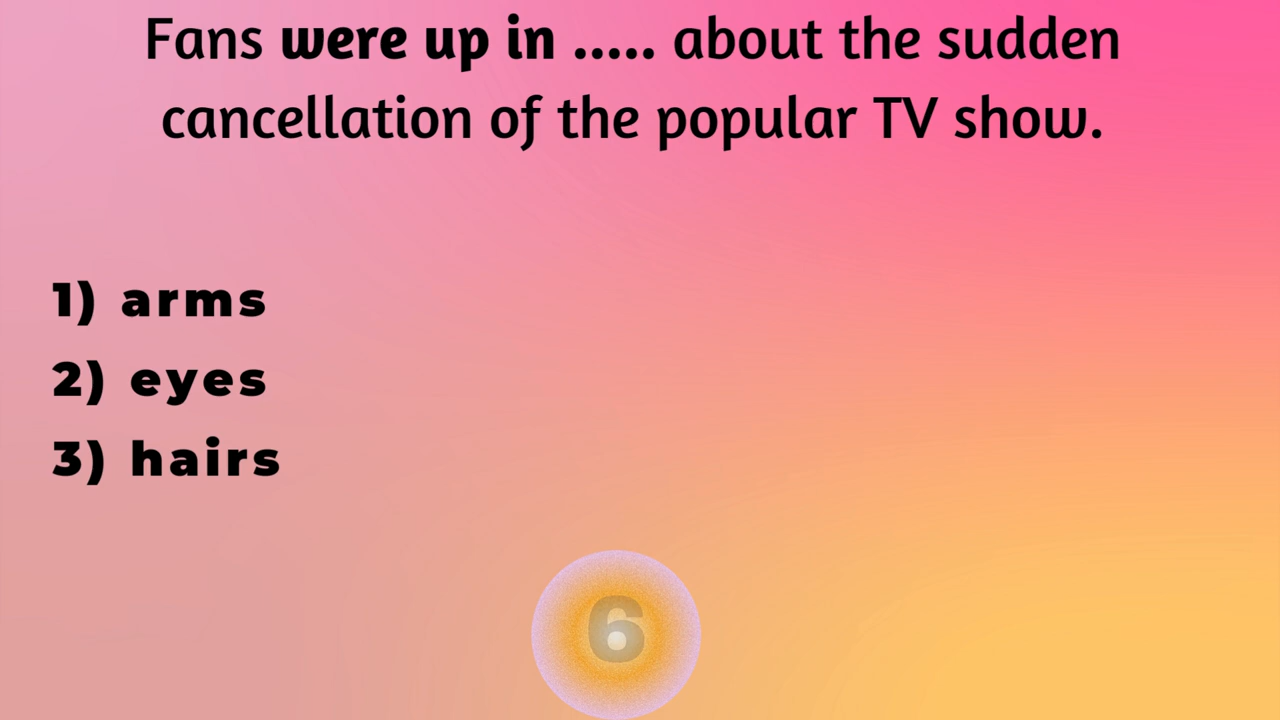 Fans were up in ..... about the sudden
cancellation of the popular TV show.
1) arms
2) eyes
3) hairs
6